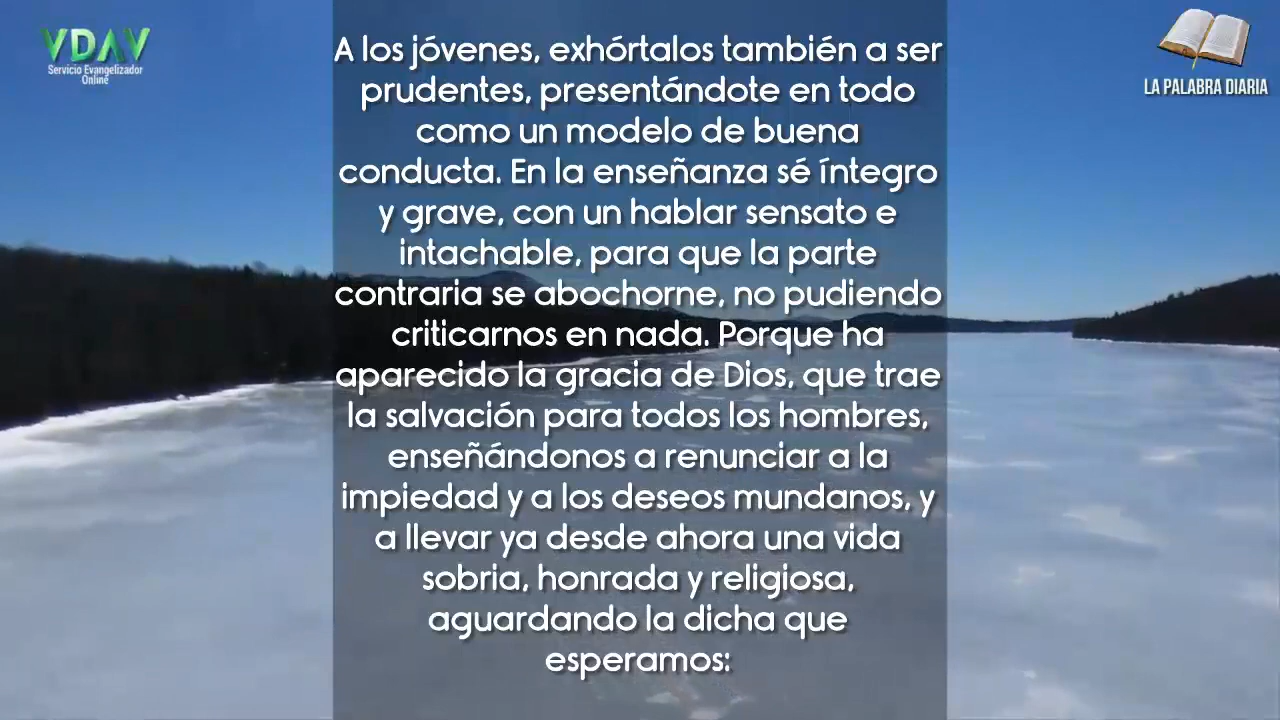 VDAV
Servicio Evangelizador
Online
LA PALABRA DIARIA
A los jóvenes, exhórtalos también a ser
prudentes, presentándote en todo
como un modelo de buena
conducta. En la enseñanza sé íntegro
y grave, con un hablar sensato e
intachable, para que la parte
contraria se abochorne, no pudiendo
criticarnos en nada. Porque ha
aparecido la gracia de Dios, que trae
la salvación para todos los hombres,
enseñándonos a renunciar a la
impiedad y a los deseos mundanos, y
a llevar ya desde ahora una vida
sobria, honrada y religiosa,
aguardando la dicha que
esperamos: